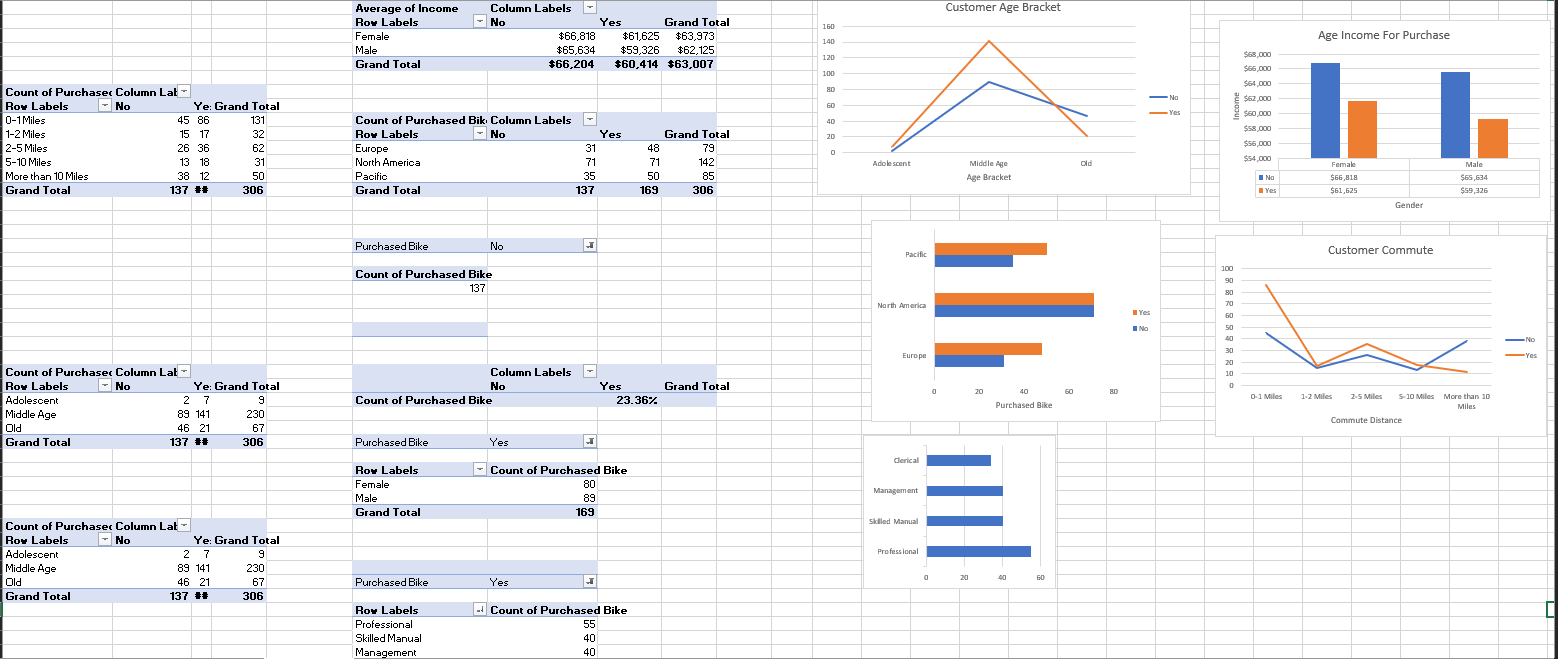 Average of Income Column Labels
Row Labels No Yes Grand Total
Female $66,818 $61,625 $63,973
Male $65,634 $59,326 $62,125
Grand Total $66,204 $60,414 $63,007
Count of Purchased Column Lab
Row Labels No Ye: Grand Total
0-1 Miles 45 86 131
1-2 Miles 15 17 32
2-5 Miles 26 36 62
5-10 Miles 13 18 31
More than 10 Miles 38 12 50
Grand Total 137 ## 306
Count of Purchased Bik Column Labels
Row Labels No Yes Grand Total
Europe 31 48 79
North America 71 71 142
Pacific 35 50 85
Grand Total 137 169 306
Purchased Bike No
Count of Purchased Bike
137
Count of Purchased Column Lab
Row Labels No Ye: Grand Total
Adolescent 2 7 9
Middle Age 89 141 230
Old 46 21 67
Grand Total 137 ## 306
Column Labels
No Yes Grand Total
Count of Purchased Bike 23.36%
Purchased Bike Yes
Row Labels Count of Purchased Bike
Female 80
Male 89
Grand Total 169
Count of Purchased Column Lab
Row Labels No Ye: Grand Total
Adolescent 2 7 9
Middle Age 89 141 230
Old 46 21 67
Grand Total 137 ## 306
Purchased Bike Yes
Row Labels Count of Purchased Bike
Professional 55
Skilled Manual 40
Management 40
Customer Age Bracket
160
140
120
100
80
60
40
20
0
Adolescent Middle Age Old
Age Bracket
No
Yes
Age Income For Purchase
Income
$68,000
$66,000
$64,000
$62,000
$60,000
$58,000
$56,000
$54,000
Female Male
No $66,818 $65,634
Yes $61,625 $59,326
Gender
Pacific
North America
Europe
0 20 40 60 80
Purchased Bike
Yes
No
Customer Commute
100
90
80
70
60
50
40
30
20
10
0
0-1 Miles 1-2 Miles 2-5 Miles 5-10 Miles More than 10
Miles
Commute Distance
No
Yes
Clerical
Management
Skilled Manual
Professional
0 20 40 60